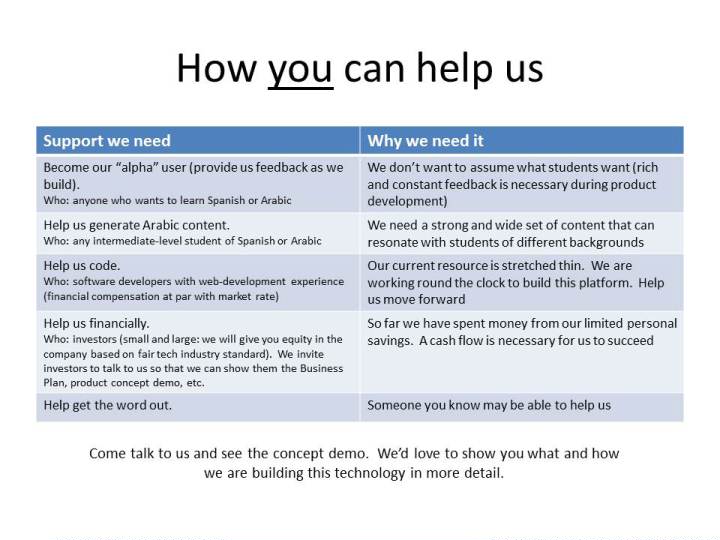 How you can help us
Support we need
Why we need it
Become our “alpha” user (provide us feedback as we
build).
Who: anyone who wants to learn Spanish or Arabic
We don’t want to assume what students want (rich
and constant feedback is necessary during product
development)
Help us generate Arabic content.
Who: any intermediate-level student of Spanish or Arabic
We need a strong and wide set of content that can
resonate with students of different backgrounds
Help us code.
Who: software developers with web-development experience
(financial compensation at par with market rate)
Our current resource is stretched thin. We are
working round the clock to build this platform. Help
us move forward
Help us financially.
Who: investors (small and large: we will give you equity in the
company based on fair tech industry standard). We invite
investors to talk to us so that we can show them the Business
Plan, product concept demo, etc.
So far we have spent money from our limited personal
savings. A cash flow is necessary for us to succeed
Help get the word out.
Someone you know may be able to help us
Come talk to us and see the concept demo. We’d love to show you what and how
we are building this technology in more detail.